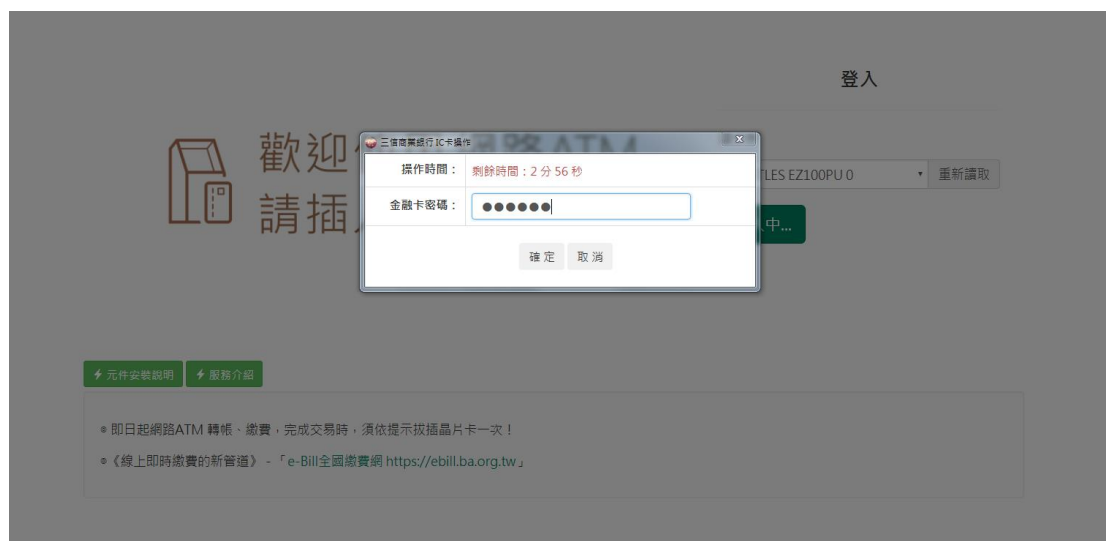 登入
歡迎
請插
三信商業銀行IC卡操作
x
操作時間：
剩餘時間：2 分 56 秒
金融卡密碼：
●●●●●●
TLES EZ100PU 0
重新讀取
中...
確 定
取 消
元件安裝說明
服務介紹
即日起網路ATM 轉帳、繳費，完成交易時，須依提示拔插晶片卡一次！
《線上即時繳費的新管道》 - 「e-Bill全國繳費網 https://ebill.ba.org.tw」